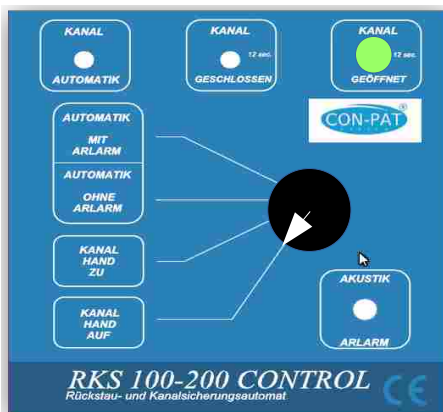 KANAL
AUTOMATIK
KANAL
12 sec.
GESCHLOSSEN
KANAL
12 sec.
GEÖFFNET
CON-PAT
®
AUTOMATIK
MIT
ARLARM
AUTOMATIK
OHNE
ARLARM
KANAL
HAND
ZU
KANAL
HAND
AUF
AKUSTIK
ARLARM
RKS 100-200 CONTROL
Rückstau- und Kanalsicherungsautomat
CE